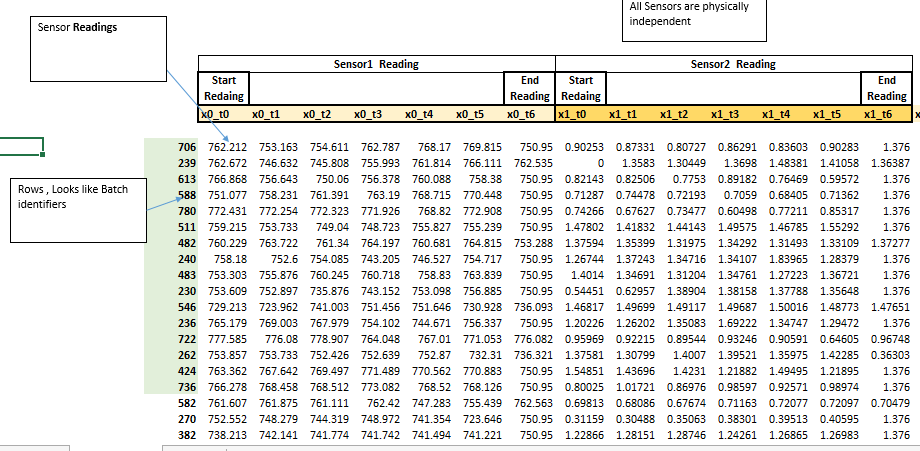 All Sensors are physically
independent
Sensor Readings
Sensor1 Reading Sensor2 Reading
Start End Start End
Redaing Reading Redaing Reading
x0_t0 x0_t1 x0_t2 x0_t3 x0_t4 x0_t5 x0_t6 x1_t0 x1_t1 x1_t2 x1_t3 x1_t4 x1_t5 x1_t6 x
706 762.212 753.163 754.611 762.787 768.17 769.815 750.95 0.90253 0.87331 0.80727 0.86291 0.83603 0.90283 1.376
239 762.672 746.632 745.808 755.993 761.814 766.111 762.535 0 1.3583 1.30449 1.3698 1.48381 1.41058 1.36387
613 766.868 756.643 750.06 756.378 760.088 758.38 750.95 0.82143 0.82506 0.7753 0.89182 0.76469 0.59572 1.376
Rows , Looks like Batch
identifiers
588 751.077 758.231 761.391 763.19 768.715 770.448 750.95 0.71287 0.74478 0.72193 0.7059 0.68405 0.71362 1.376
780 772.431 772.254 772.323 771.926 768.82 772.908 750.95 0.74266 0.67627 0.73477 0.60498 0.77211 0.85317 1.376
511 759.215 753.733 749.04 748.723 755.827 755.239 750.95 1.47802 1.41832 1.44143 1.49575 1.46785 1.55292 1.376
482 760.229 763.722 761.34 764.197 760.681 764.815 753.288 1.37594 1.35399 1.31975 1.34292 1.31493 1.33109 1.37277
240 758.18 752.6 754.085 743.205 746.527 754.717 750.95 1.26744 1.37243 1.34716 1.34107 1.83965 1.28379 1.376
483 753.303 755.876 760.245 760.718 758.83 763.839 750.95 1.4014 1.34691 1.31204 1.34761 1.27223 1.36721 1.376
230 753.609 752.897 735.876 743.152 753.098 756.885 750.95 0.54451 0.62957 1.38904 1.38158 1.37788 1.35648 1.376
546 729.213 723.962 741.003 751.456 751.646 730.928 736.093 1.46817 1.49699 1.49117 1.49687 1.50016 1.48773 1.47651
236 765.179 769.003 767.979 754.102 744.671 756.337 750.95 1.20226 1.26202 1.35083 1.69222 1.34747 1.29472 1.376
722 777.585 776.08 778.907 764.048 767.01 771.053 776.082 0.95969 0.92215 0.89544 0.93246 0.90591 0.64605 0.96748
262 753.857 753.733 752.426 752.639 752.87 732.31 736.321 1.37581 1.30799 1.4007 1.39521 1.35975 1.42285 0.36303
424 763.362 767.642 769.497 771.489 770.562 770.883 750.95 1.54851 1.43696 1.4231 1.21882 1.49495 1.21895 1.376
736 766.278 768.458 768.512 773.082 768.52 768.126 750.95 0.80025 1.01721 0.86976 0.98597 0.92571 0.98974 1.376
582 761.607 761.875 761.111 762.42 747.283 755.439 762.563 0.69813 0.68086 0.67674 0.71163 0.72077 0.72097 0.70479
270 752.552 748.279 744.319 748.972 741.354 723.646 750.95 0.31159 0.30488 0.35063 0.38301 0.39513 0.40595 1.376
382 738.213 742.141 741.774 741.742 741.494 741.221 750.95 1.22866 1.28151 1.28746 1.24261 1.26865 1.26983 1.376